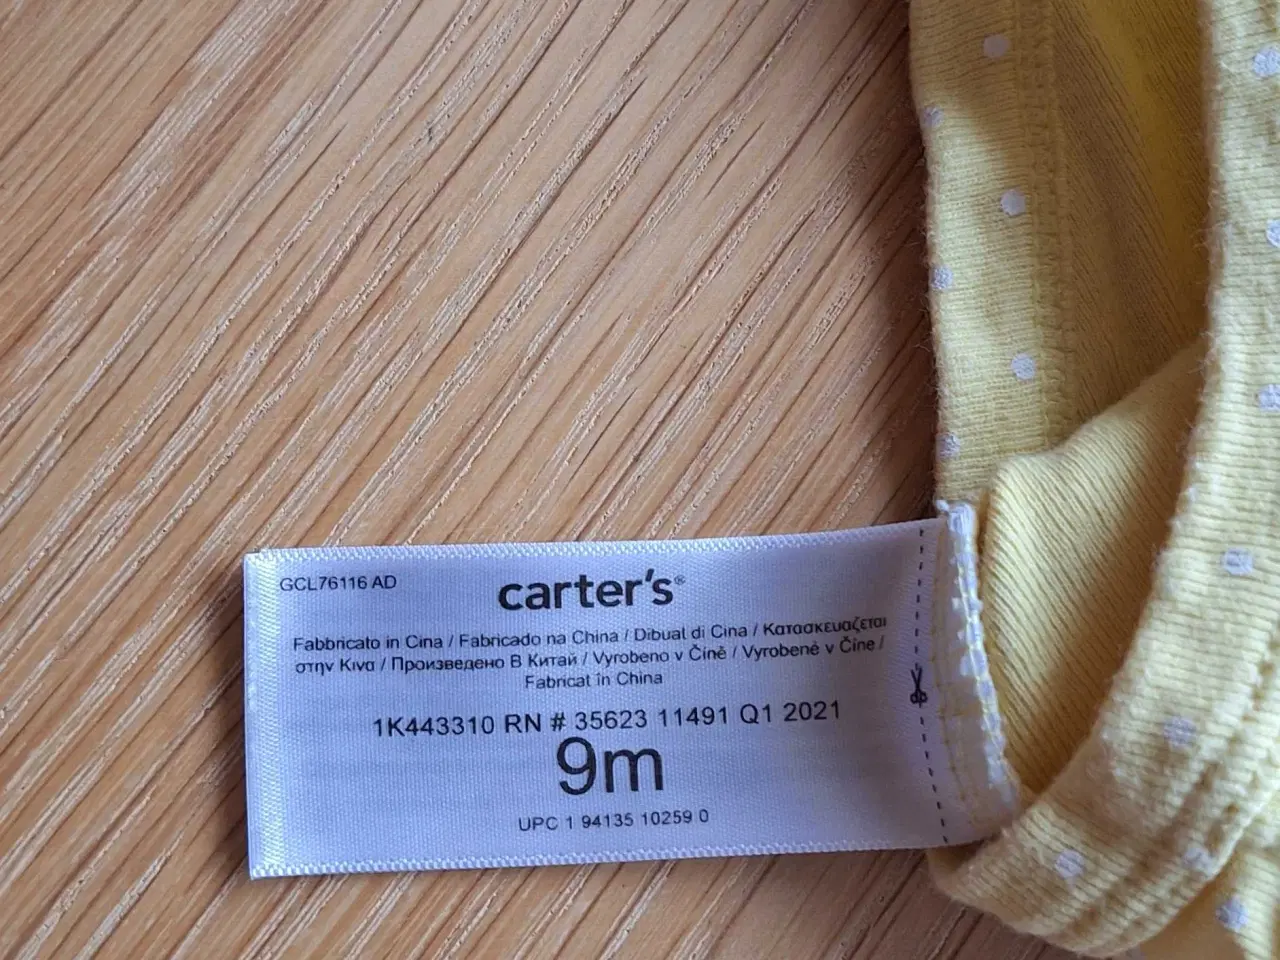 GCL76116 AD
carter's®
Fabbricato in Cina / Fabricado na China / Dibuat di Cina / Κατασκευαζεται
στην Κινα / Произведено В Китай / Vyrobeno v Číně / Vyrobené v Číne /
Fabricat în China
1K443310 RN # 35623 11491 Q1 2021
9m
UPC 1 94135 10259 0